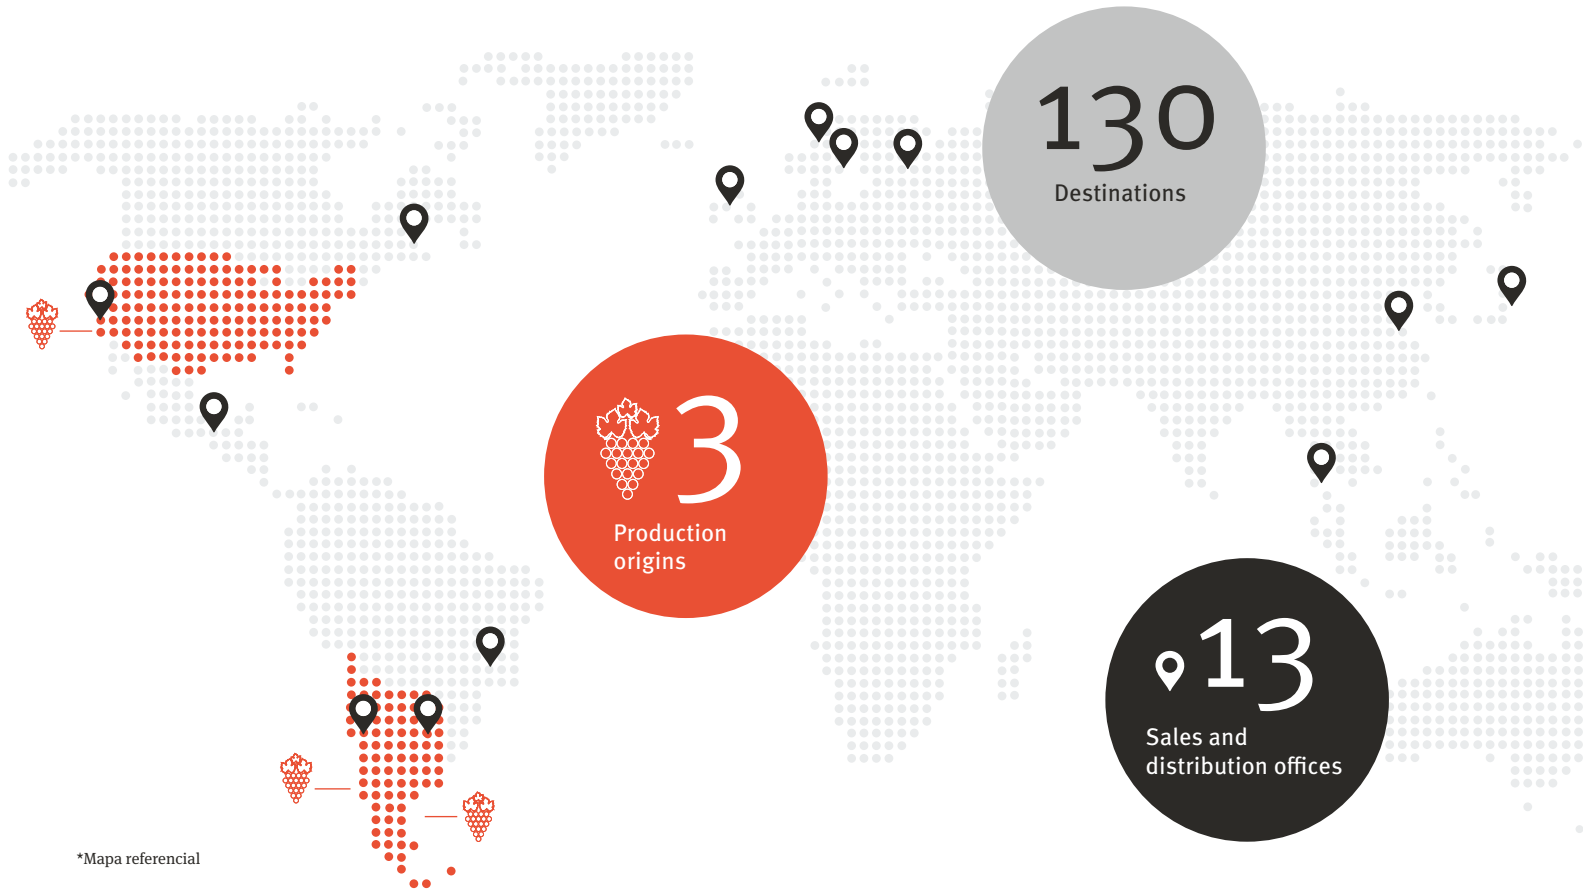 130
Destinations
3
Production
origins
13
Sales and
distribution offices
*Mapa referencial